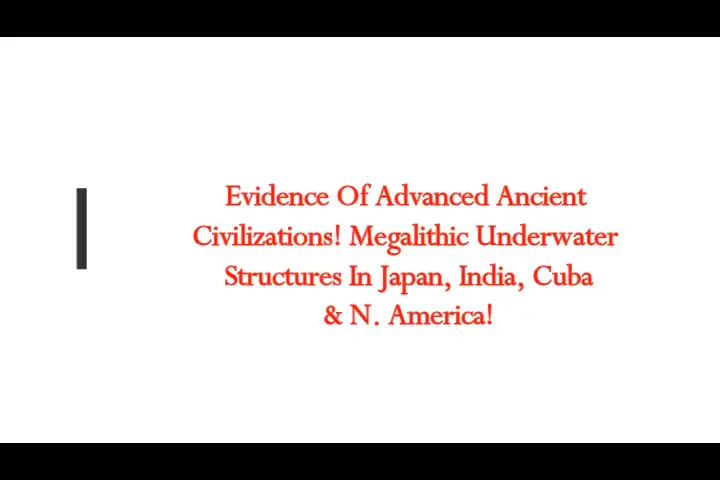 Evidence Of Advanced Ancient
Civilizations! Megalithic Underwater
Structures In Japan, India, Cuba
& N. America!